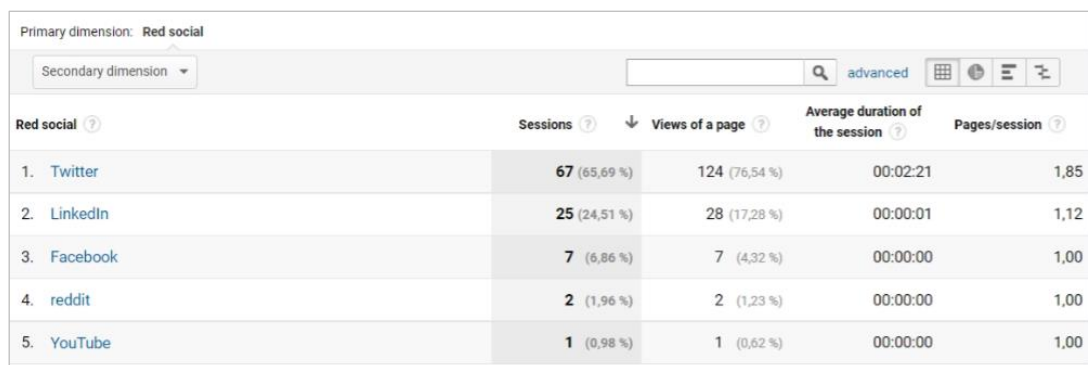 Primary dimension: Red social
Secondary dimension
advanced
Red social ? Sessions ? Views of a page ? Average duration of the session ? Pages/session ?
1. Twitter 67 (65,69 %) 124 (76,54 %) 00:02:21 1,85
2. LinkedIn 25 (24,51 %) 28 (17,28 %) 00:00:01 1,12
3. Facebook 7 (6,86 %) 7 (4,32 %) 00:00:00 1,00
4. reddit 2 (1,96 %) 2 (1,23 %) 00:00:00 1,00
5. YouTube 1 (0,98 %) 1 (0,62 %) 00:00:00 1,00